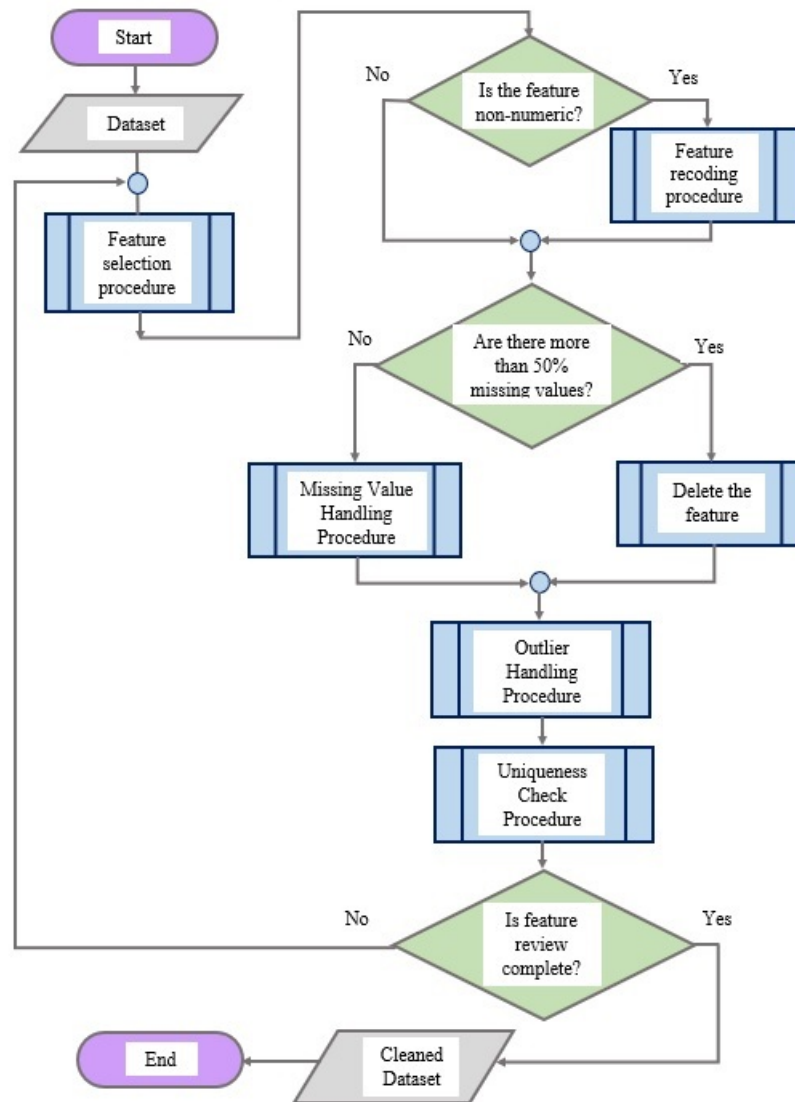 Start
Dataset
Feature
selection
procedure
No
Is the feature
non-numeric?
Yes
Feature
recoding
procedure
No
Are there more
than 50%
missing values?
Yes
Missing Value
Handling
Procedure
Delete the
feature
Outlier
Handling
Procedure
Uniqueness
Check
Procedure
No
Is feature
review
complete?
Yes
Cleaned
Dataset
End